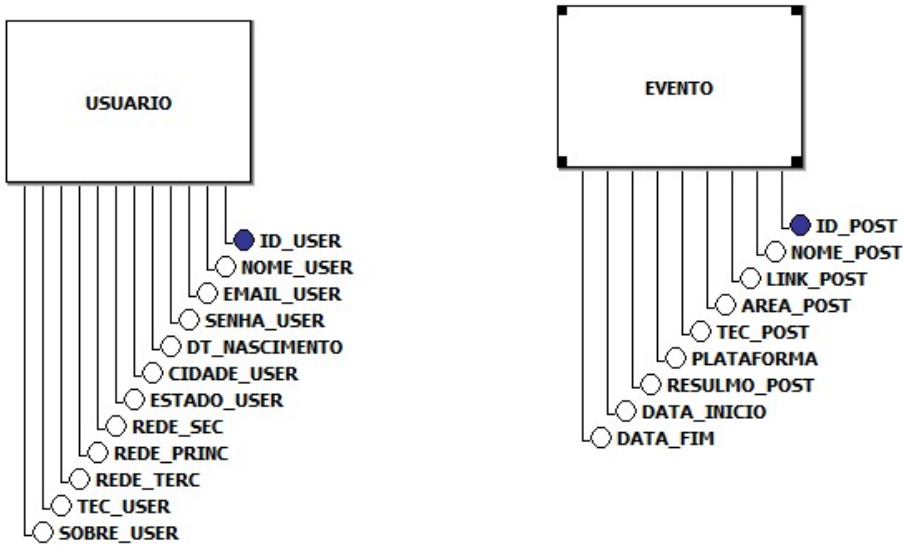 USUARIO
ID_USER
NOME_USER
EMAIL_USER
SENHA_USER
DT_NASCIMENTO
CIDADE_USER
ESTADO_USER
REDE_SEC
REDE_PRINC
REDE_TERC
TEC_USER
SOBRE_USER
EVENTO
ID_POST
NOME_POST
LINK_POST
AREA_POST
TEC_POST
PLATAFORMA
RESULMO_POST
DATA_INICIO
DATA_FIM